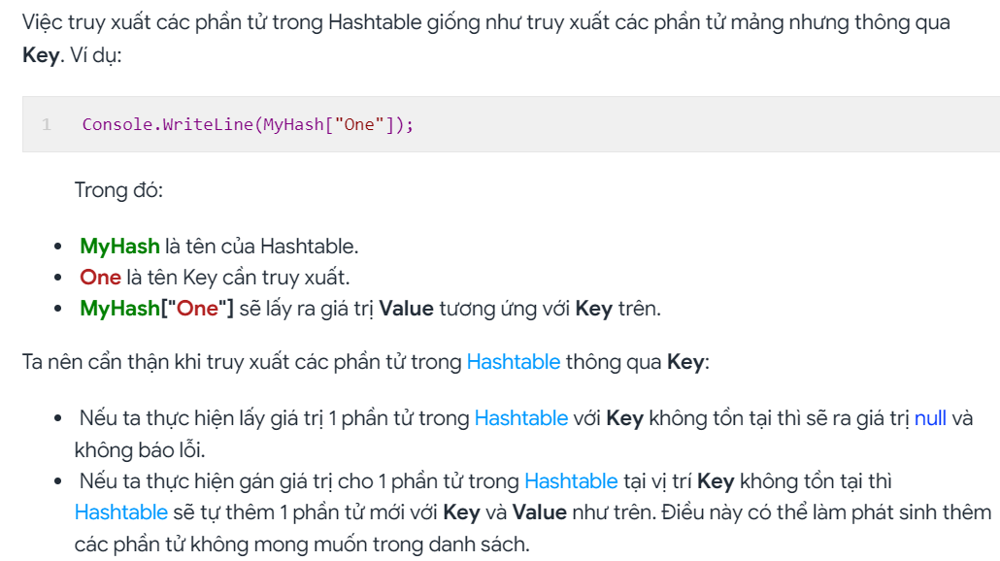 Việc truy xuất các phần tử trong Hashtable giống như truy xuất các phần tử mảng nhưng thông qua
Key. Ví dụ:
1 Console.WriteLine(MyHash["One"]);
Trong đó:
• MyHash là tên của Hashtable.
• One là tên Key cần truy xuất.
• MyHash["One"] sẽ lấy ra giá trị Value tương ứng với Key trên.
Ta nên cẩn thận khi truy xuất các phần tử trong Hashtable thông qua Key:
• Nếu ta thực hiện lấy giá trị 1 phần tử trong Hashtable với Key không tồn tại thì sẽ ra giá trị null và
không báo lỗi.
• Nếu ta thực hiện gán giá trị cho 1 phần tử trong Hashtable tại vị trí Key không tồn tại thì
Hashtable sẽ tự thêm 1 phần tử mới với Key và Value như trên. Điều này có thể làm phát sinh thêm
các phần tử không mong muốn trong danh sách.